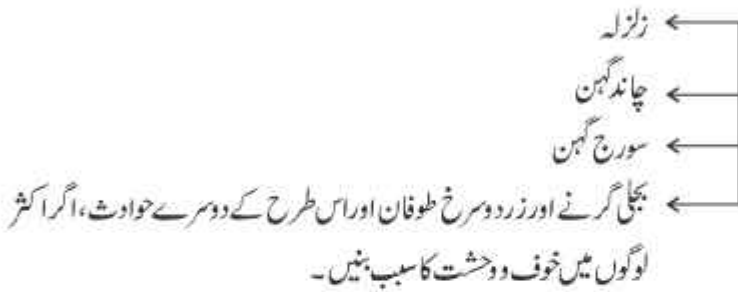 زلزلہ
چاند گہن
سورج گہن
بجلی گرنے اور زرد و سرخ طوفان اور اس طرح کے دوسرے حوادث، اگر اکثر
لوگوں میں خوف و وحشت کا سبب بنیں۔